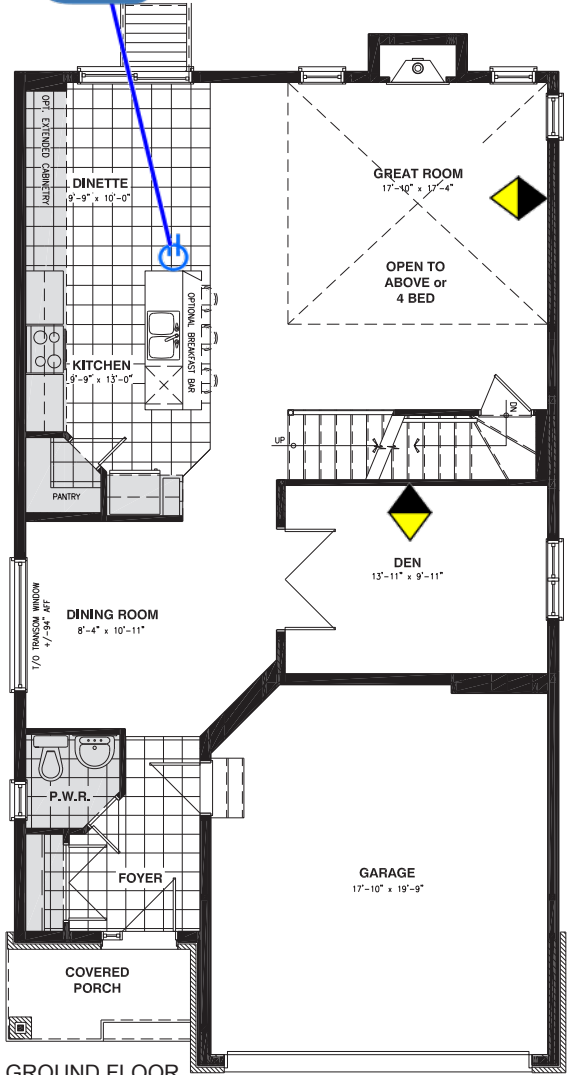 OPT. EXTENDED CABINETRY
DINETTE
9'-9" x 10'-0"
GREAT ROOM
17'-10" x 17'-4"
OPEN TO
ABOVE or
4 BED
OPTIONAL BREAKFAST BAR
KITCHEN
9'-9" x 13'-0"
DN
UP
PANTRY
DEN
13'-11" x 9'-11"
T/O TRANSOM WINDOW
+/-94" AFF
DINING ROOM
8'-4" x 10'-11"
P.W.R.
FOYER
GARAGE
17'-10" x 19'-9"
COVERED
PORCH
GROUND FLOOR